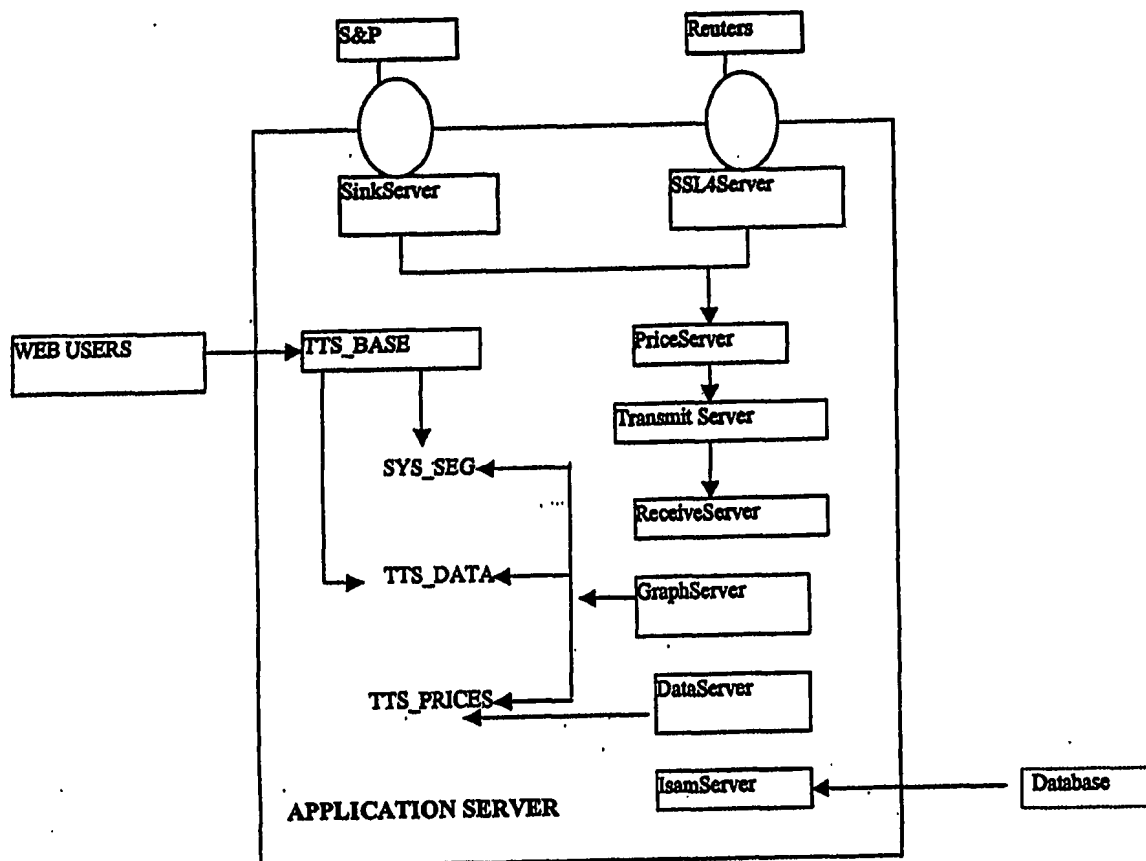 S&P
Reuters
SinkServer
SSL4Server
WEB USERS
TTS_BASE
PriceServer
Transmit Server
SYS_SEG
ReceiveServer
TTS_DATA
GraphServer
TTS_PRICES
DataServer
IsamServer
Database
APPLICATION SERVER